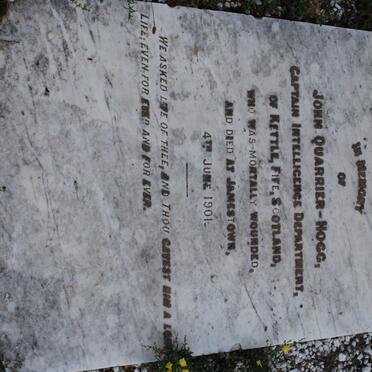 IN MEMORY
OF
JOHN QUARRIER-HOGG,
CAPTAIN INTELLIGENCE DEPARTMENT,
OF KETTLE, FIFE, SCOTLAND,
WHO WAS MORTALLY WOUNDED,
AND DIED AT JAMESTOWN,
4TH JUNE 1901.
WE ASKED LIFE OF THEE, AND THOU GAVEST HIM A
LIFE: EVEN FOR EVER AND FOR EVER.